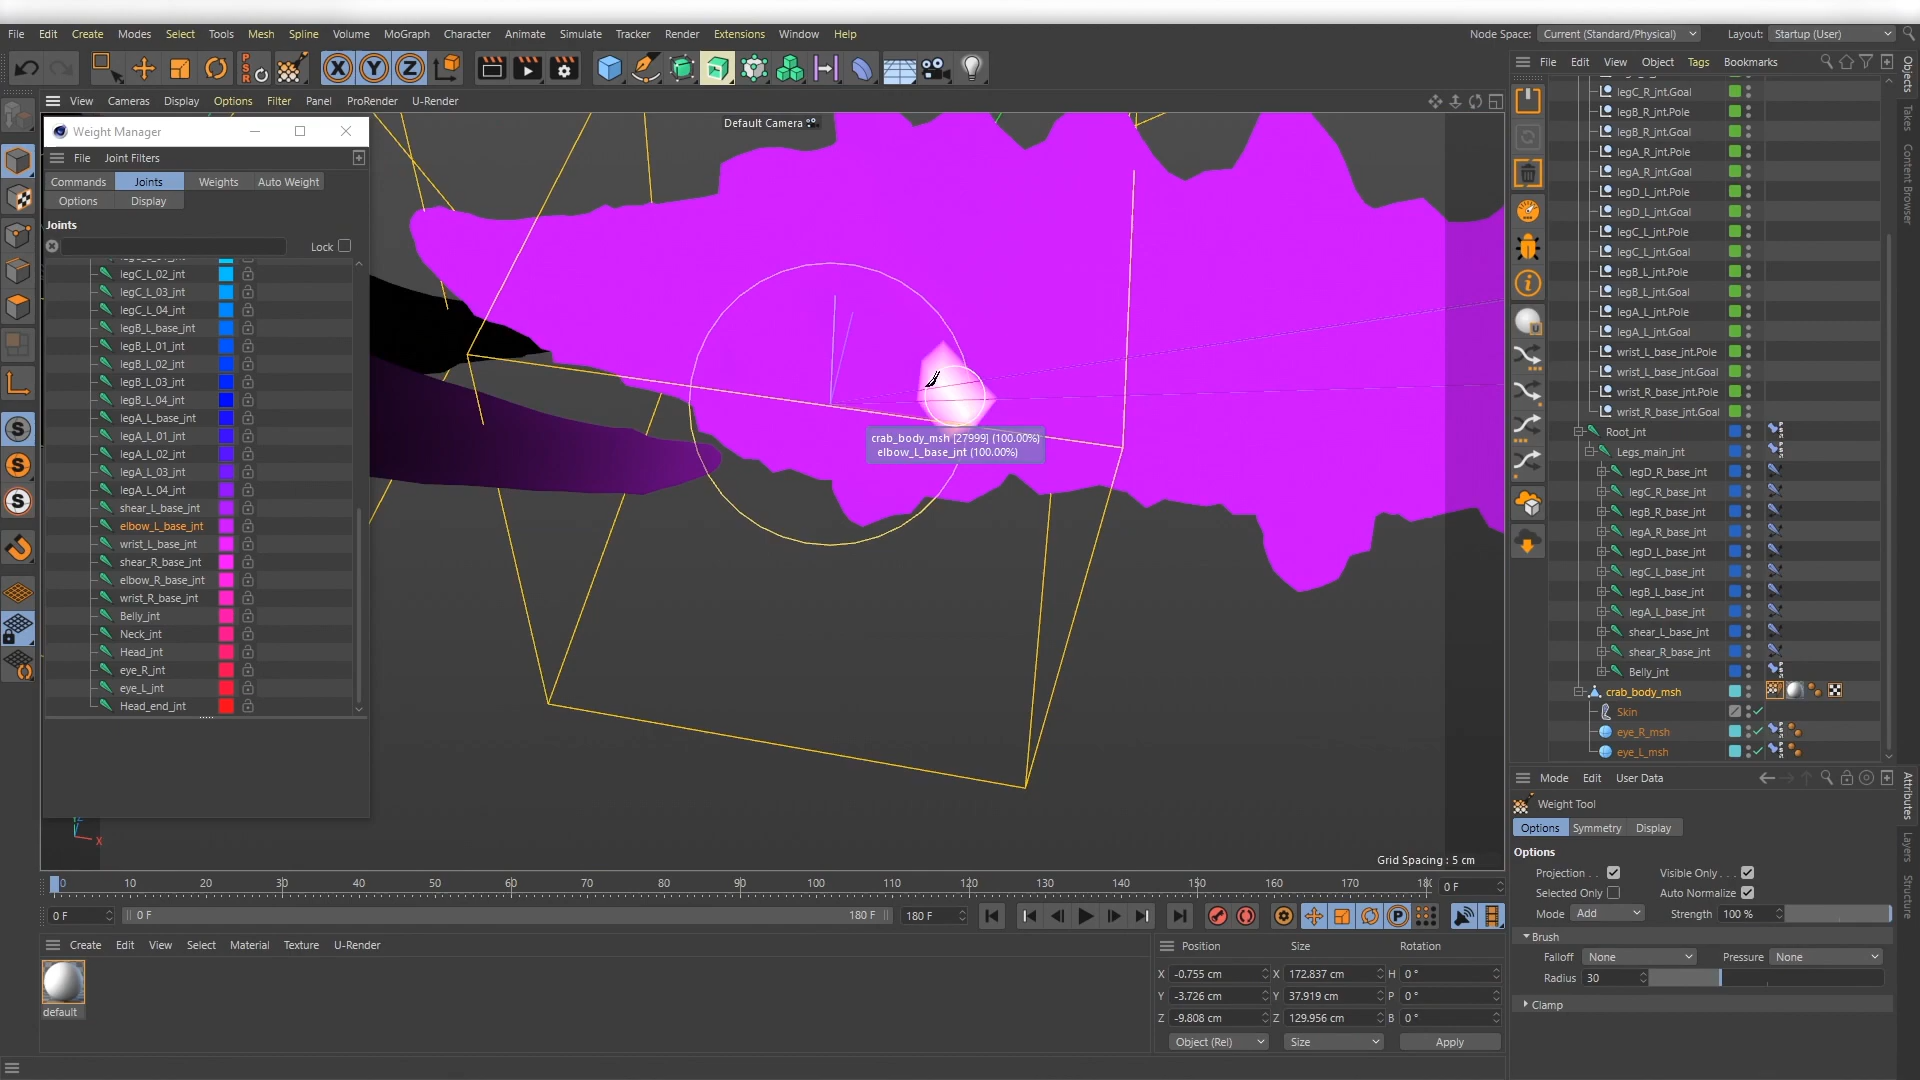 File Edit Create Modes Select Tools Mesh Spline Volume MoGraph Character Animate Simulate Tracker Render Extensions Window Help
Node Space: Current (Standard/Physical) Layout: Startup (User)
X Y Z
View Cameras Display Options Filter Panel ProRender U-Render
Default Camera
Weight Manager
File Joint Filters
Commands Joints Weights Auto Weight
Options Display
Joints
Lock
legC_L_02_jnt
legC_L_03_jnt
legC_L_04_jnt
legB_L_base_jnt
legB_L_01_jnt
legB_L_02_jnt
legB_L_03_jnt
legB_L_04_jnt
legA_L_base_jnt
legA_L_01_jnt
legA_L_02_jnt
legA_L_03_jnt
legA_L_04_jnt
shear_L_base_jnt
elbow_L_base_jnt
wrist_L_base_jnt
shear_R_base_jnt
elbow_R_base_jnt
wrist_R_base_jnt
Belly_jnt
Neck_jnt
Head_jnt
eye_R_jnt
eye_L_jnt
Head_end_jnt
crab_body_msh [27999] (100.00%)
elbow_L_base_jnt (100.00%)
X
Grid Spacing : 5 cm
File Edit View Object Tags Bookmarks
legC_R_jnt.Goal
legB_R_jnt.Pole
legB_R_jnt.Goal
legA_R_jnt.Pole
legA_R_jnt.Goal
legD_L_jnt.Pole
legD_L_jnt.Goal
legC_L_jnt.Pole
legC_L_jnt.Goal
legB_L_jnt.Pole
legB_L_jnt.Goal
legA_L_jnt.Pole
legA_L_jnt.Goal
wrist_L_base_jnt.Pole
wrist_L_base_jnt.Goal
wrist_R_base_jnt.Pole
wrist_R_base_jnt.Goal
Root_jnt
Legs_main_jnt
legD_R_base_jnt
legC_R_base_jnt
legB_R_base_jnt
legA_R_base_jnt
legD_L_base_jnt
legC_L_base_jnt
legB_L_base_jnt
legA_L_base_jnt
shear_L_base_jnt
shear_R_base_jnt
Belly_jnt
crab_body_msh
Skin
eye_R_msh
eye_L_msh
Objects
Takes
Content Browser
Mode Edit User Data
Weight Tool
Options Symmetry Display
Options
Projection . . Visible Only . . .
Selected Only Auto Normalize
Mode Add Strength 100 %
Brush
Falloff None Pressure None
Radius 30
Clamp
Attributes
Layers
Structure
0 10 20 30 40 50 60 70 80 90 100 110 120 130 140 150 160 170 0 F
0 F 0 F 180 F 180 F
Create Edit View Select Material Texture U-Render
default
Position Size Rotation
X -0.755 cm X 172.837 cm H 0 °
Y -3.726 cm Y 37.919 cm P 0 °
Z -9.808 cm Z 129.956 cm B 0 °
Object (Rel) Size Apply